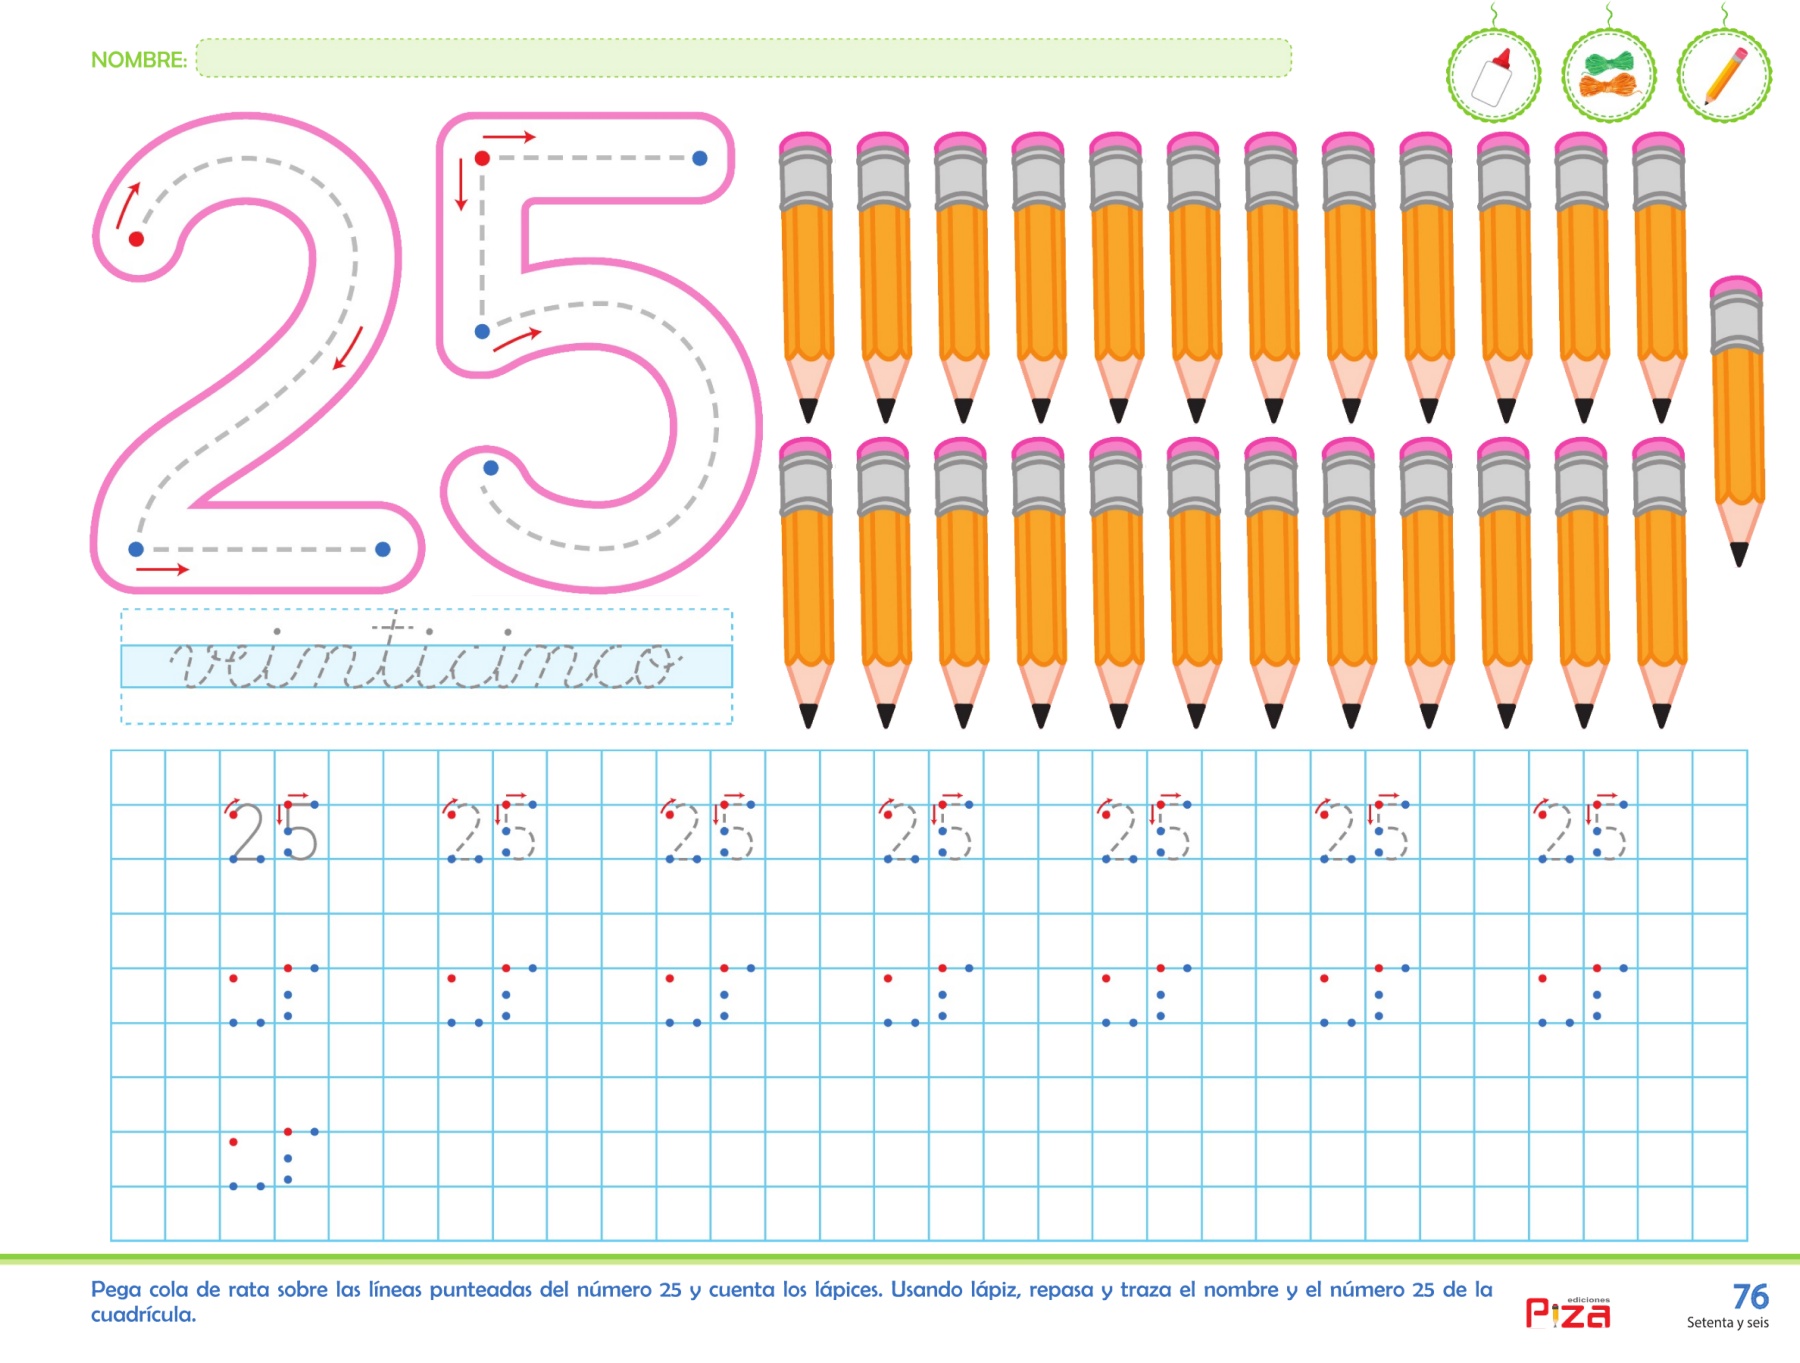 NOMBRE:
25
veinticinco
25 25 25 25 25 25 25
Pega cola de rata sobre las líneas punteadas del número 25 y cuenta los lápices. Usando lápiz, repasa y traza el nombre y el número 25 de la
cuadrícula.
ediciones
Piza
76
Setenta y seis